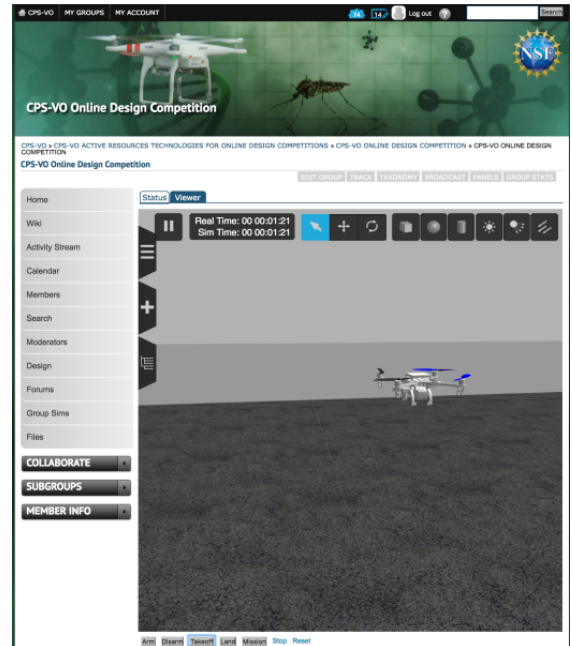 CPS-VO MY GROUPS MY ACCOUNT 74 14 Log out ? Search
NSF
CPS-VO Online Design Competition
CPS-VO » CPS-VO ACTIVE RESOURCES TECHNOLOGIES FOR ONLINE DESIGN COMPETITIONS » CPS-VO ONLINE DESIGN COMPETITION » CPS-VO ONLINE DESIGN
COMPETITION
CPS-VO Online Design Competition
EDIT GROUP TRACK TAXONOMY BROADCAST PANELS GROUP STATS
Home
Wiki
Activity Stream
Calendar
Members
Search
Moderators
Design
Forums
Group Sims
Files
COLLABORATE
SUBGROUPS
MEMBER INFO
Status Viewer
Real Time: 00 00:01:21
Sim Time: 00 00:01:21
Arm Disarm Takeoff Land Mission Stop Reset